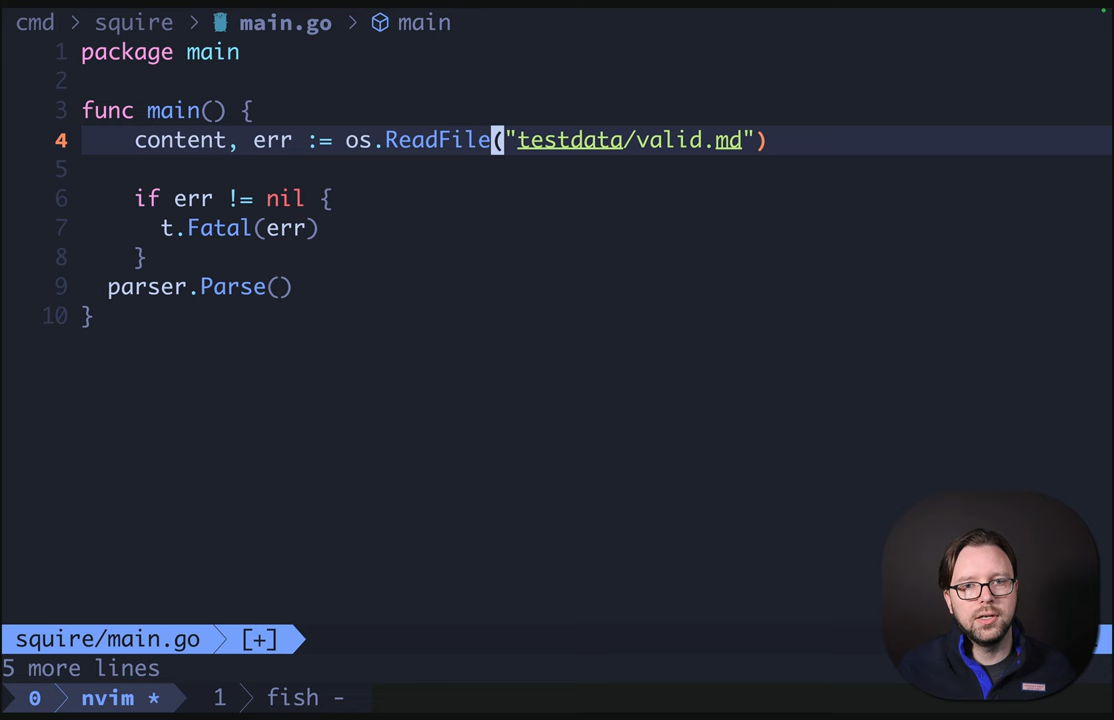 cmd > squire > main.go > main
1 package main
2
3 func main() {
4 content, err := os.ReadFile("testdata/valid.md")
5
6 if err != nil {
7 t.Fatal(err)
8 }
9 parser.Parse()
10 }
squire/main.go [+]
5 more lines
0 nvim * 1 fish -